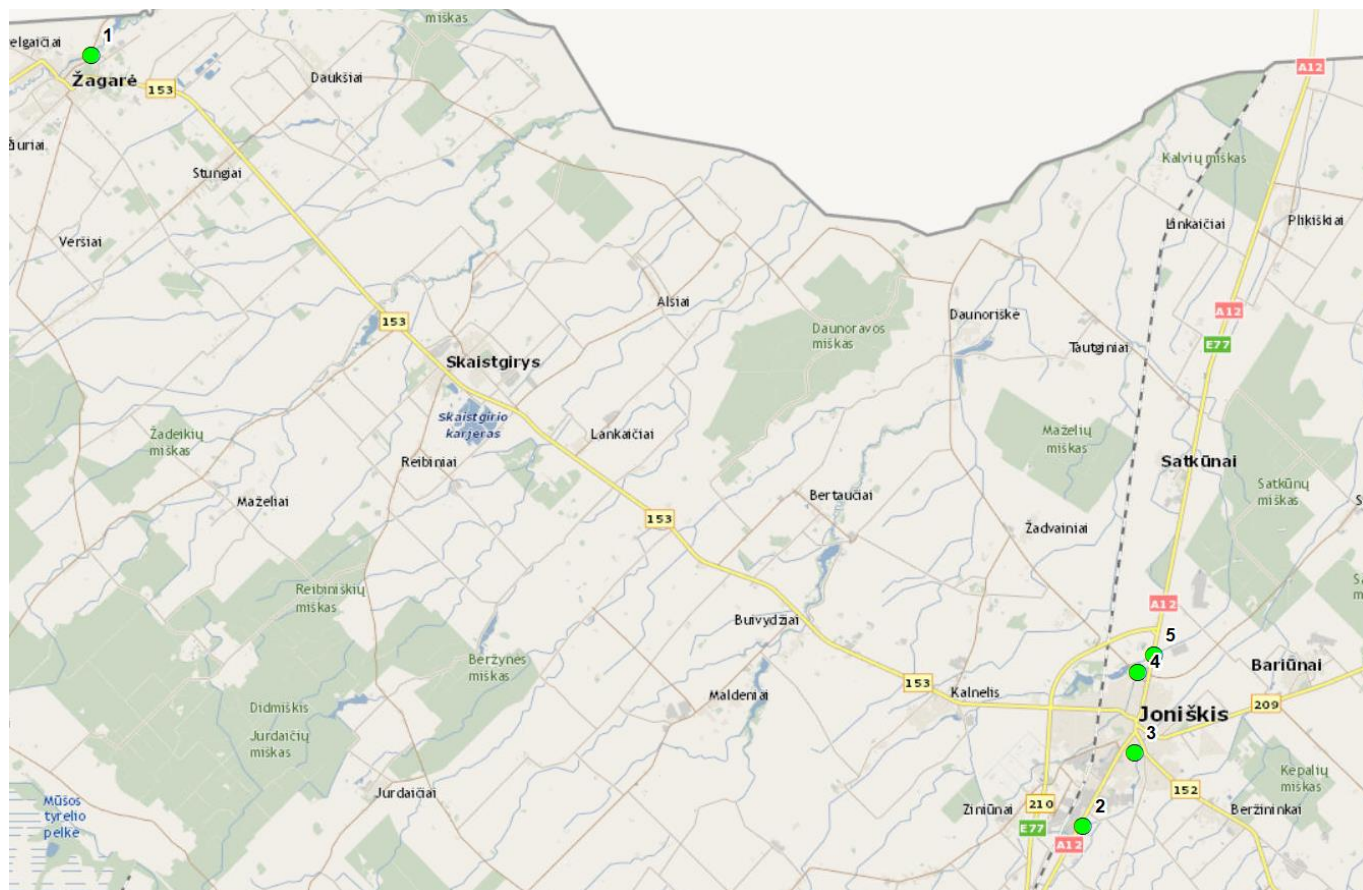 miškas
1
Žagarė
153
Daukšiai
A12
Stungiai
Kalvių miškas
Linkaičiai
Plikiškiai
Veršiai
Alsiai
153
Daunoravos
miškas
Daunoriškė
A12
E77
Tautginiai
Skaistgirys
Skaistgirio
karjeras
Lankaičiai
Žadeikių
miškas
Reibiniai
Maželių
miškas
Satkūnai
Satkūnų
miškas
Maželiai
Bertaučiai
153
Žadvainiai
Reibiniškių
miškas
A12
Buivydžiai
5
4
Beržynės
miškas
Bariūnai
153
Kalnelis
Maldeniai
209
Didmiškis
Joniškis
Jurdaičių
miškas
3
Kepalių
miškas
Jurdaičiai
152
Mūšos
tyrelio
pelkė
Ziniūnai
210
2
Beržininkai
E77
A12